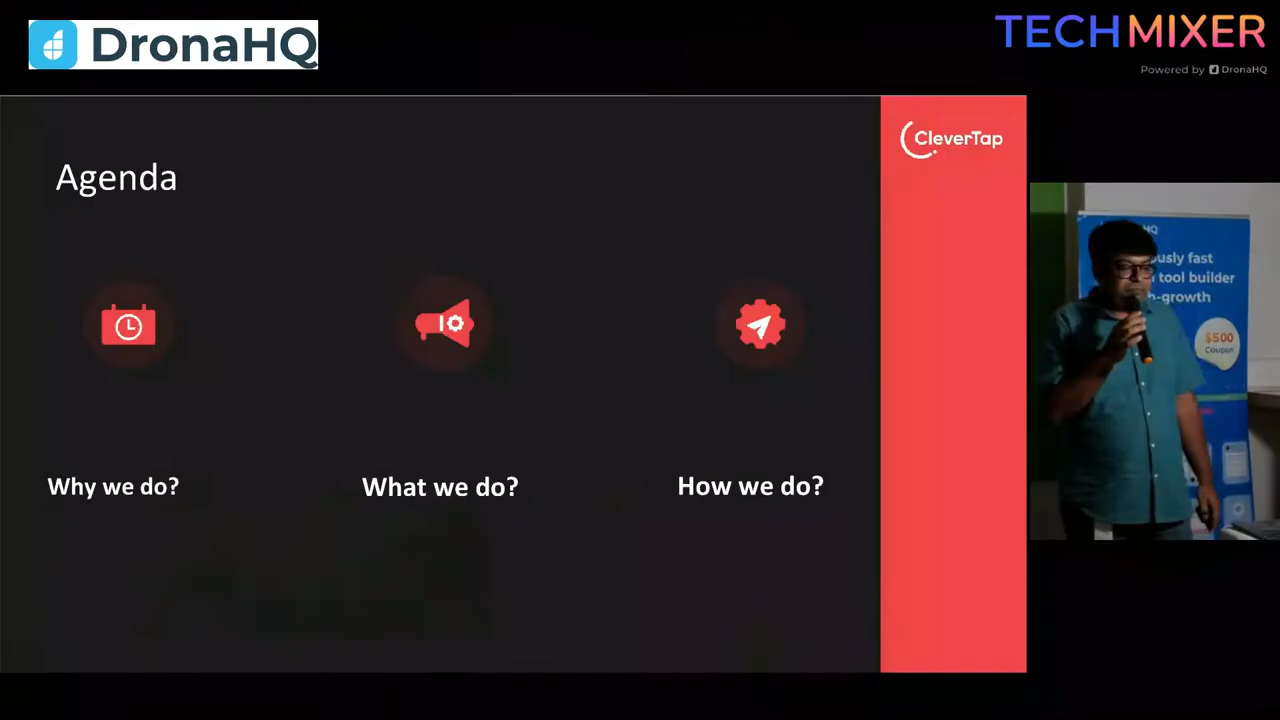 DronaHQ
TECHMIXER
Powered by DronaHQ
CleverTap
Agenda
Why we do?
What we do?
How we do?
HQ
usly fast
tool builder
-growth
$500
Coupon